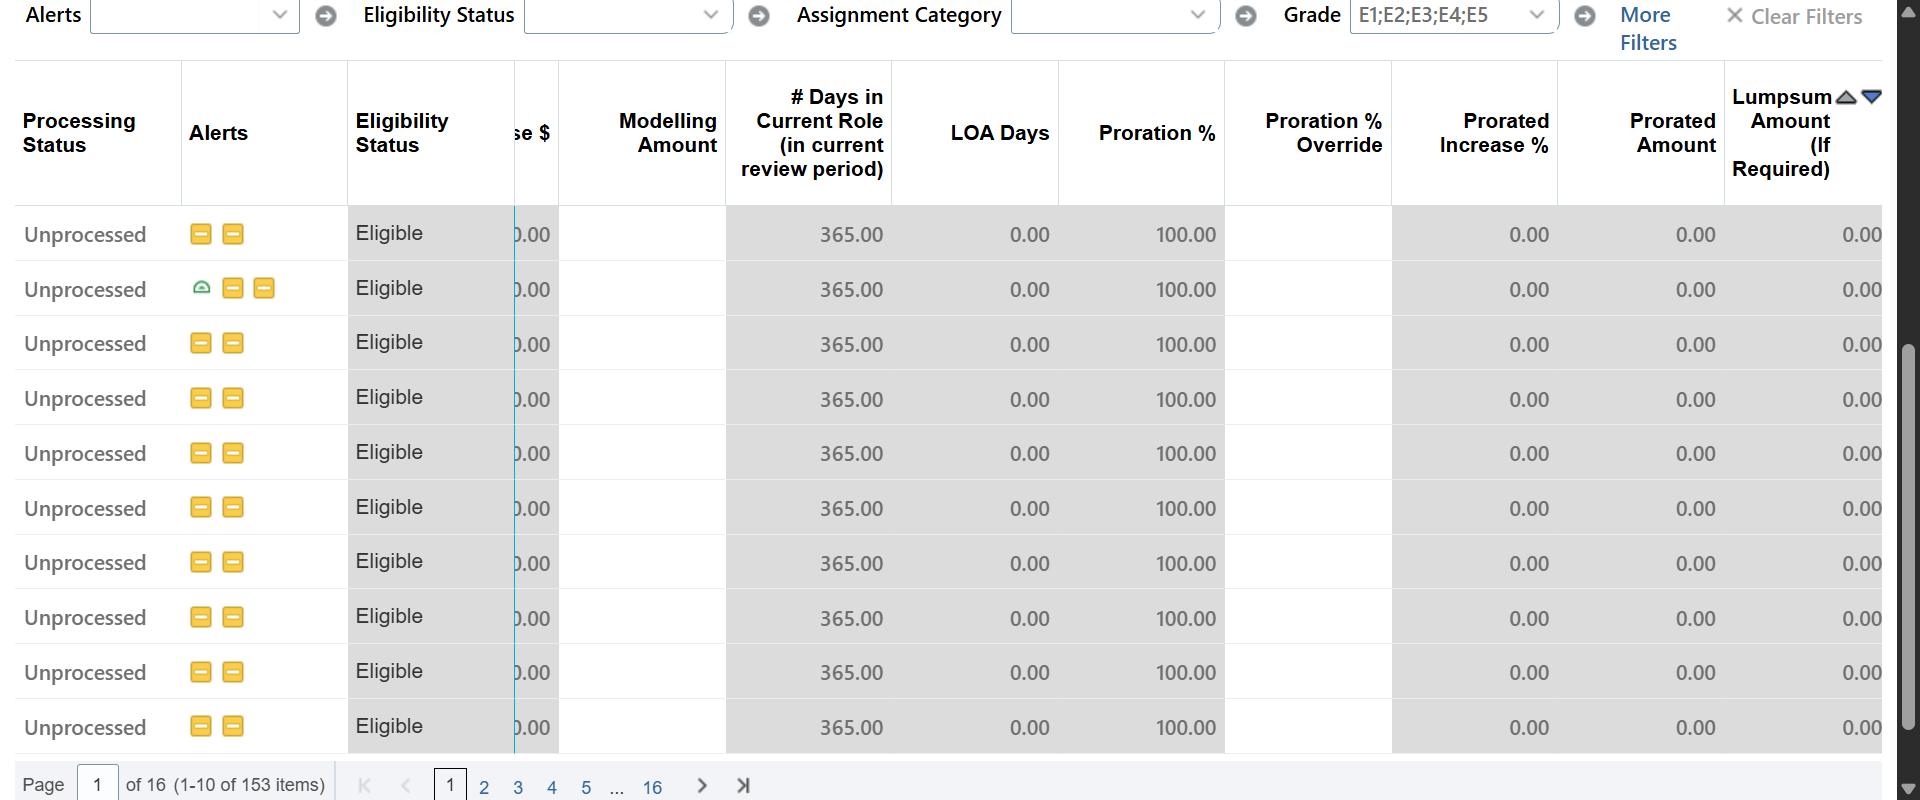 Alerts Eligibility Status Assignment Category Grade E1;E2;E3;E4;E5 More Filters Clear Filters
Processing Status Alerts Eligibility Status se $ Modelling Amount # Days in Current Role (in current review period) LOA Days Proration % Proration % Override Prorated Increase % Prorated Amount Lumpsum Amount (If Required)
Unprocessed Eligible 0.00 365.00 0.00 100.00 0.00 0.00 0.00
Unprocessed Eligible 0.00 365.00 0.00 100.00 0.00 0.00 0.00
Unprocessed Eligible 0.00 365.00 0.00 100.00 0.00 0.00 0.00
Unprocessed Eligible 0.00 365.00 0.00 100.00 0.00 0.00 0.00
Unprocessed Eligible 0.00 365.00 0.00 100.00 0.00 0.00 0.00
Unprocessed Eligible 0.00 365.00 0.00 100.00 0.00 0.00 0.00
Unprocessed Eligible 0.00 365.00 0.00 100.00 0.00 0.00 0.00
Unprocessed Eligible 0.00 365.00 0.00 100.00 0.00 0.00 0.00
Unprocessed Eligible 0.00 365.00 0.00 100.00 0.00 0.00 0.00
Unprocessed Eligible 0.00 365.00 0.00 100.00 0.00 0.00 0.00
Page 1 of 16 (1-10 of 153 items) 1 2 3 4 5 ... 16